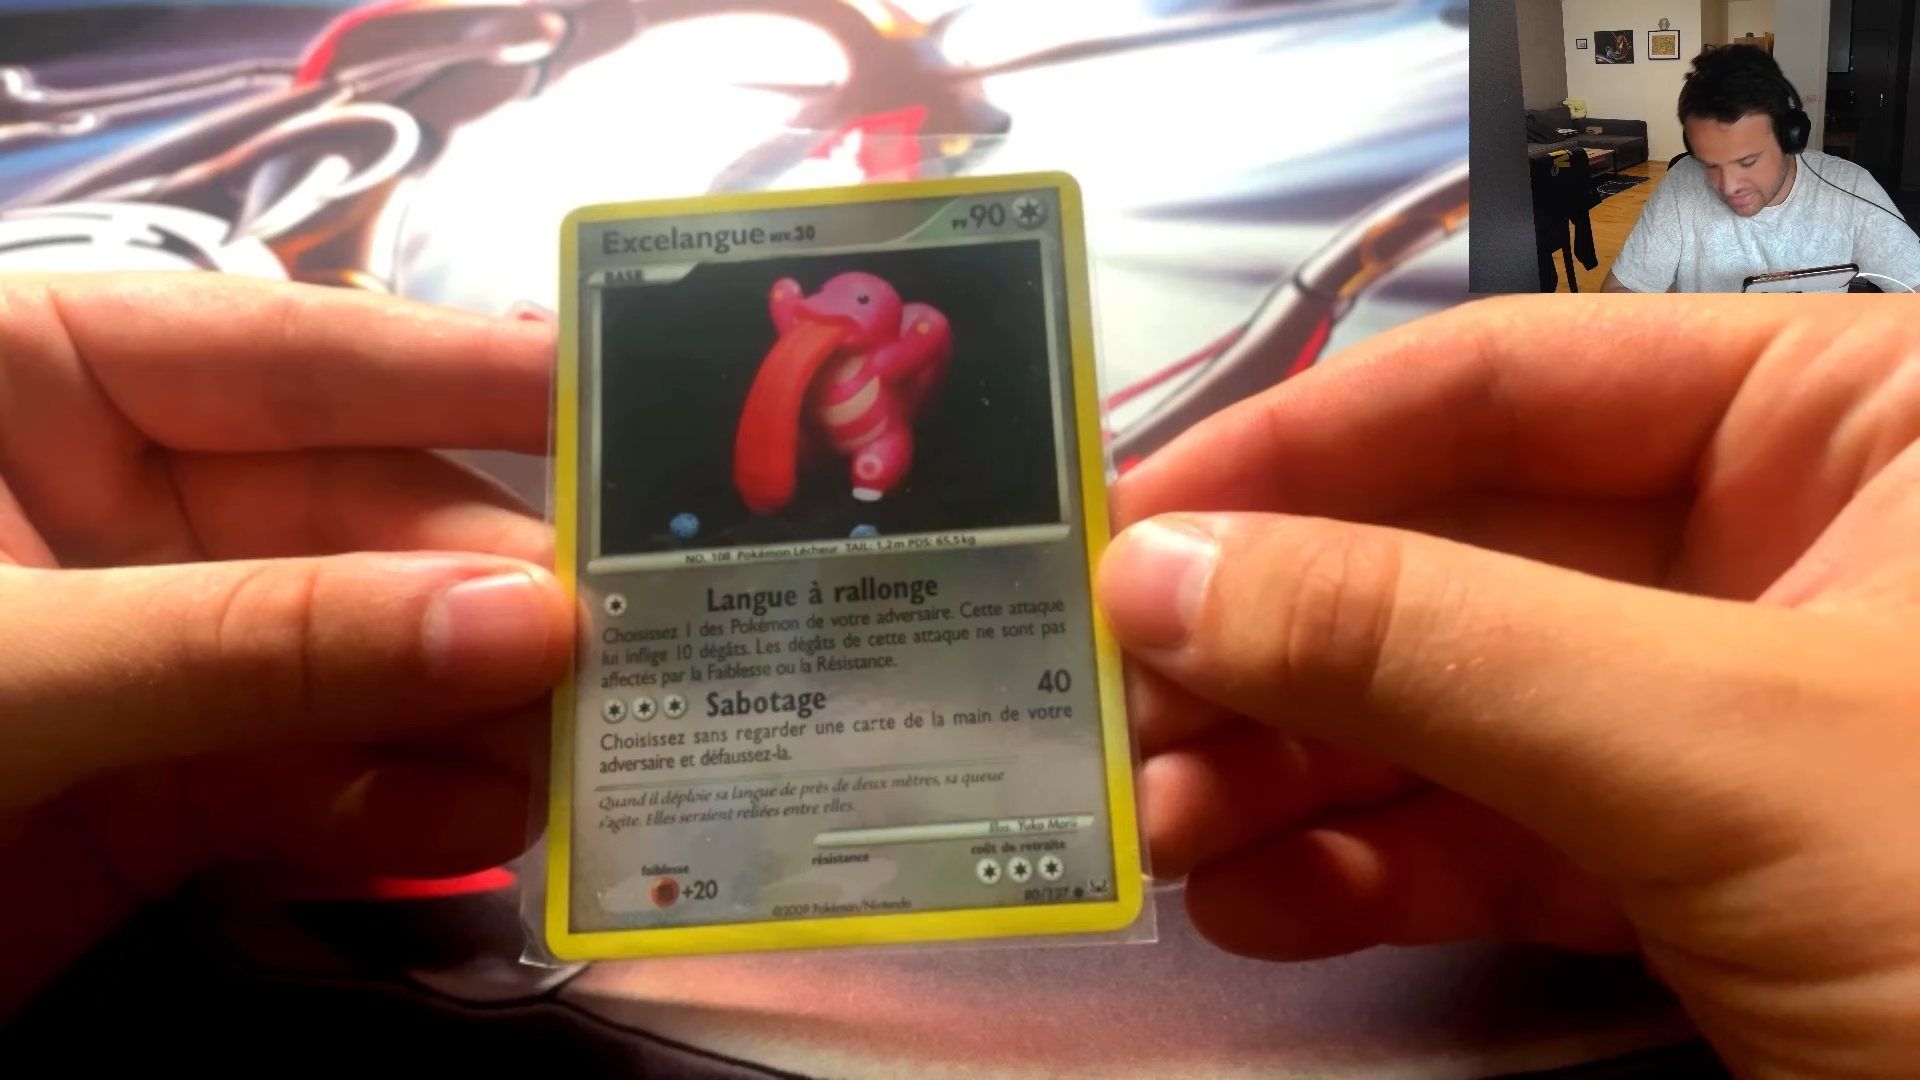 Excelangue NIV.30 PV 90
BASE
NO. 108 Pokémon Lécheur TAIL: 1,2m PDS: 65,5kg
Langue à rallonge
Choisissez 1 des Pokémon de votre adversaire. Cette attaque
lui inflige 10 dégâts. Les dégâts de cette attaque ne sont pas
affectés par la Faiblesse ou la Résistance.
Sabotage 40
Choisissez sans regarder une carte de la main de votre
adversaire et défaussez-la.
Quand il déploie sa langue de près de deux mètres, sa queue
s'agite. Elles seraient reliées entre elles.
Illus. Yuka Morii
faiblesse résistance coût de retraite
+20
©2009 Pokémon/Nintendo 80/127